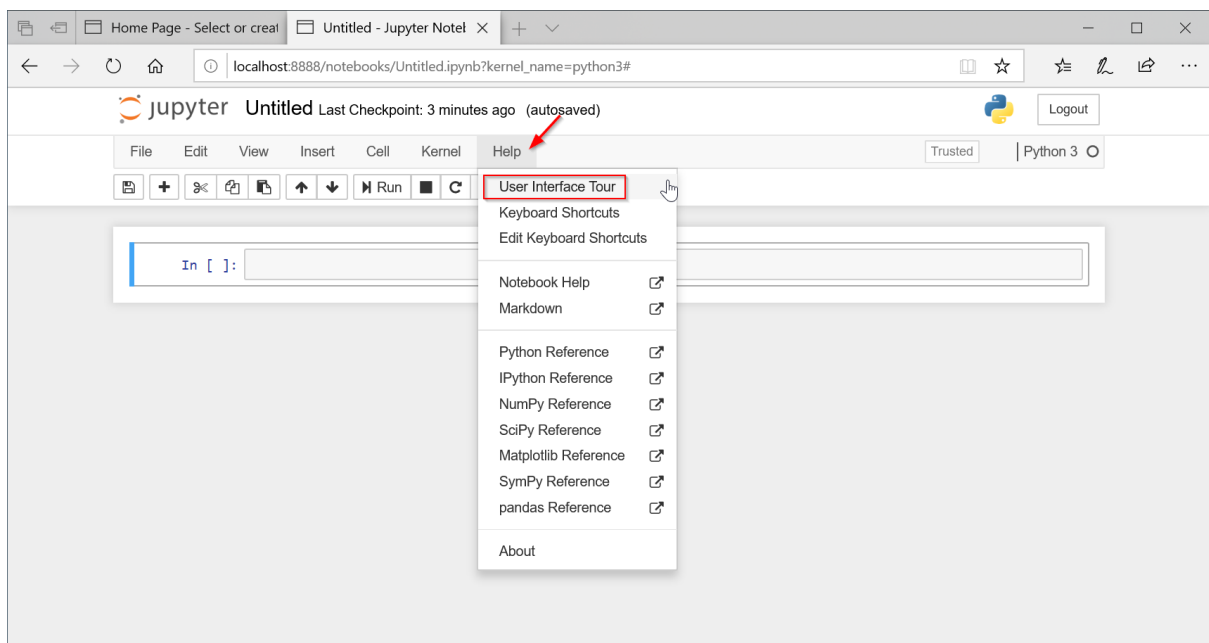 Home Page - Select or creat
Untitled - Jupyter Noteb
localhost:8888/notebooks/Untitled.ipynb?kernel_name=python3#
jupyter Untitled Last Checkpoint: 3 minutes ago (autosaved)
Logout
File Edit View Insert Cell Kernel Help Trusted Python 3
Run
User Interface Tour
Keyboard Shortcuts
Edit Keyboard Shortcuts
In [ ]:
Notebook Help
Markdown
Python Reference
IPython Reference
NumPy Reference
SciPy Reference
Matplotlib Reference
SymPy Reference
pandas Reference
About